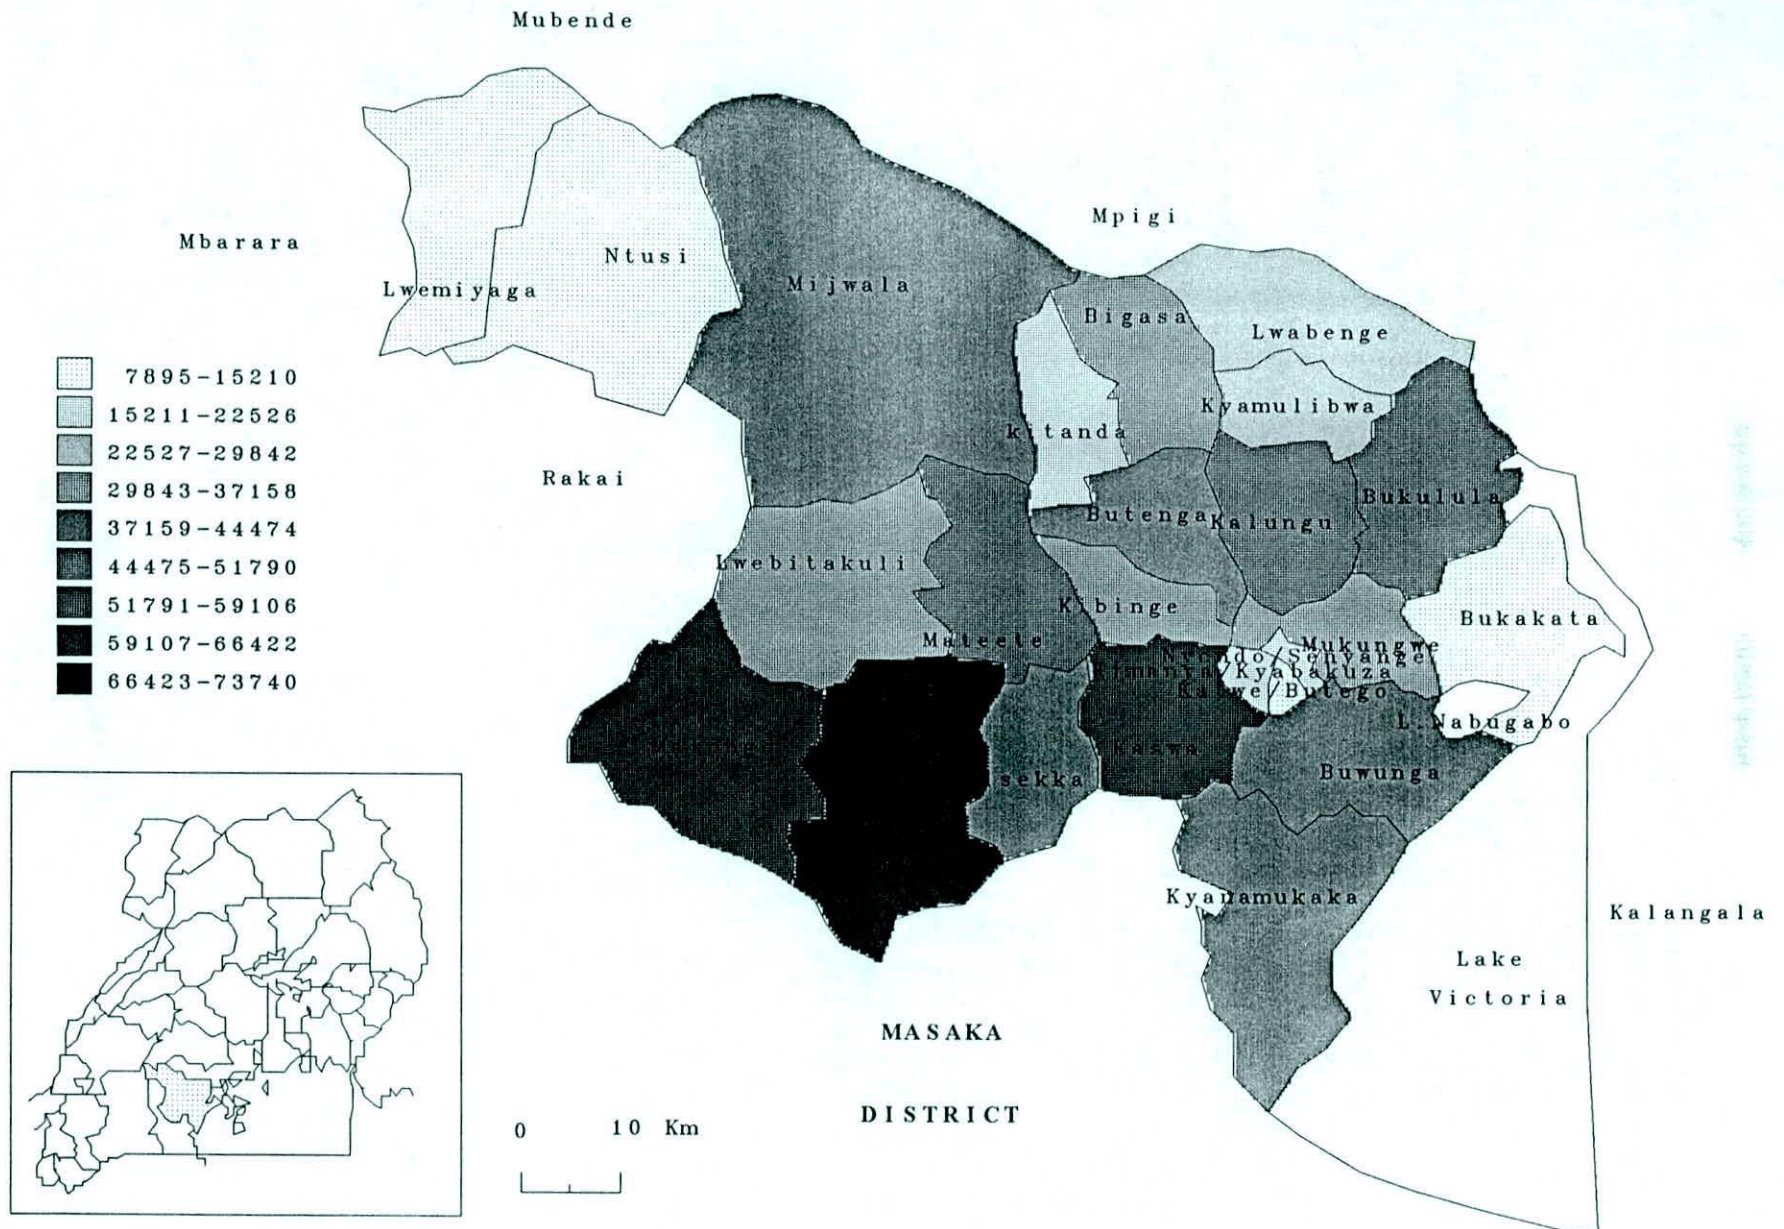 Mubende
Mpigi
Mbarara
Ntusi
Mijwala
Lwemiyaga
Bigasa
Lwabenge
7895-15210
15211-22526
22527-29842
29843-37158
37159-44474
44475-51790
51791-59106
59107-66422
66423-73740
Kyamulibwa
kitanda
Rakai
Bukulula
Butenga
Kalungu
Lwebitakuli
Kibinge
Bukakata
Mateete
Mukungwe
/Senyange
/Kyabakuza
Katwe/Butego
L.Nabugabo
Kaswa
sekka
Buwunga
Kyanamukaka
Kalangala
Lake
Victoria
MASAKA
DISTRICT
0 10 Km